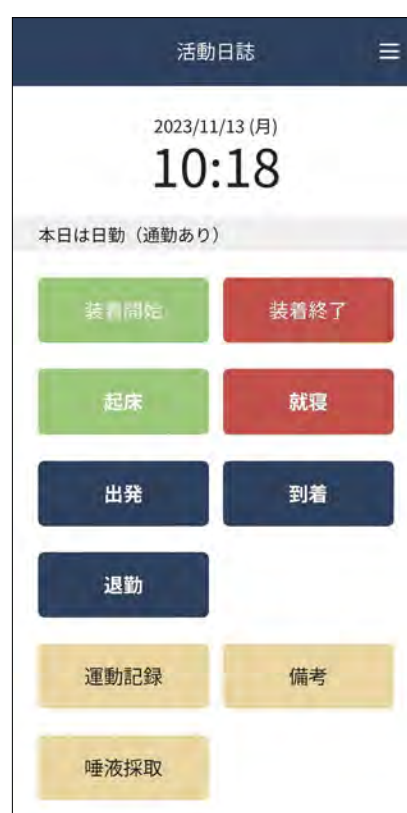 活動日誌
2023/11/13 (月)
10:18
本日は日勤（通勤あり）
装着開始
装着終了
起床
就寝
出発
到着
退勤
運動記録
備考
唾液採取